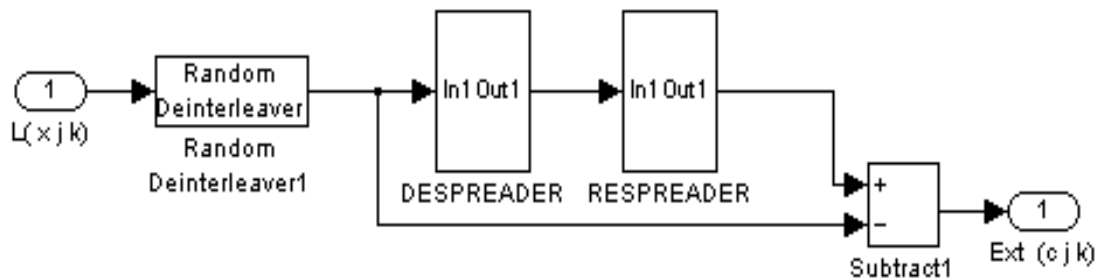 1
L( x j k)
Random
Deinterleaver
Random
Deinterleaver1
In1 Out1
DESPREADER
In1 Out1
RESPREADER
+
−
Subtract1
1
Ext (c j k)